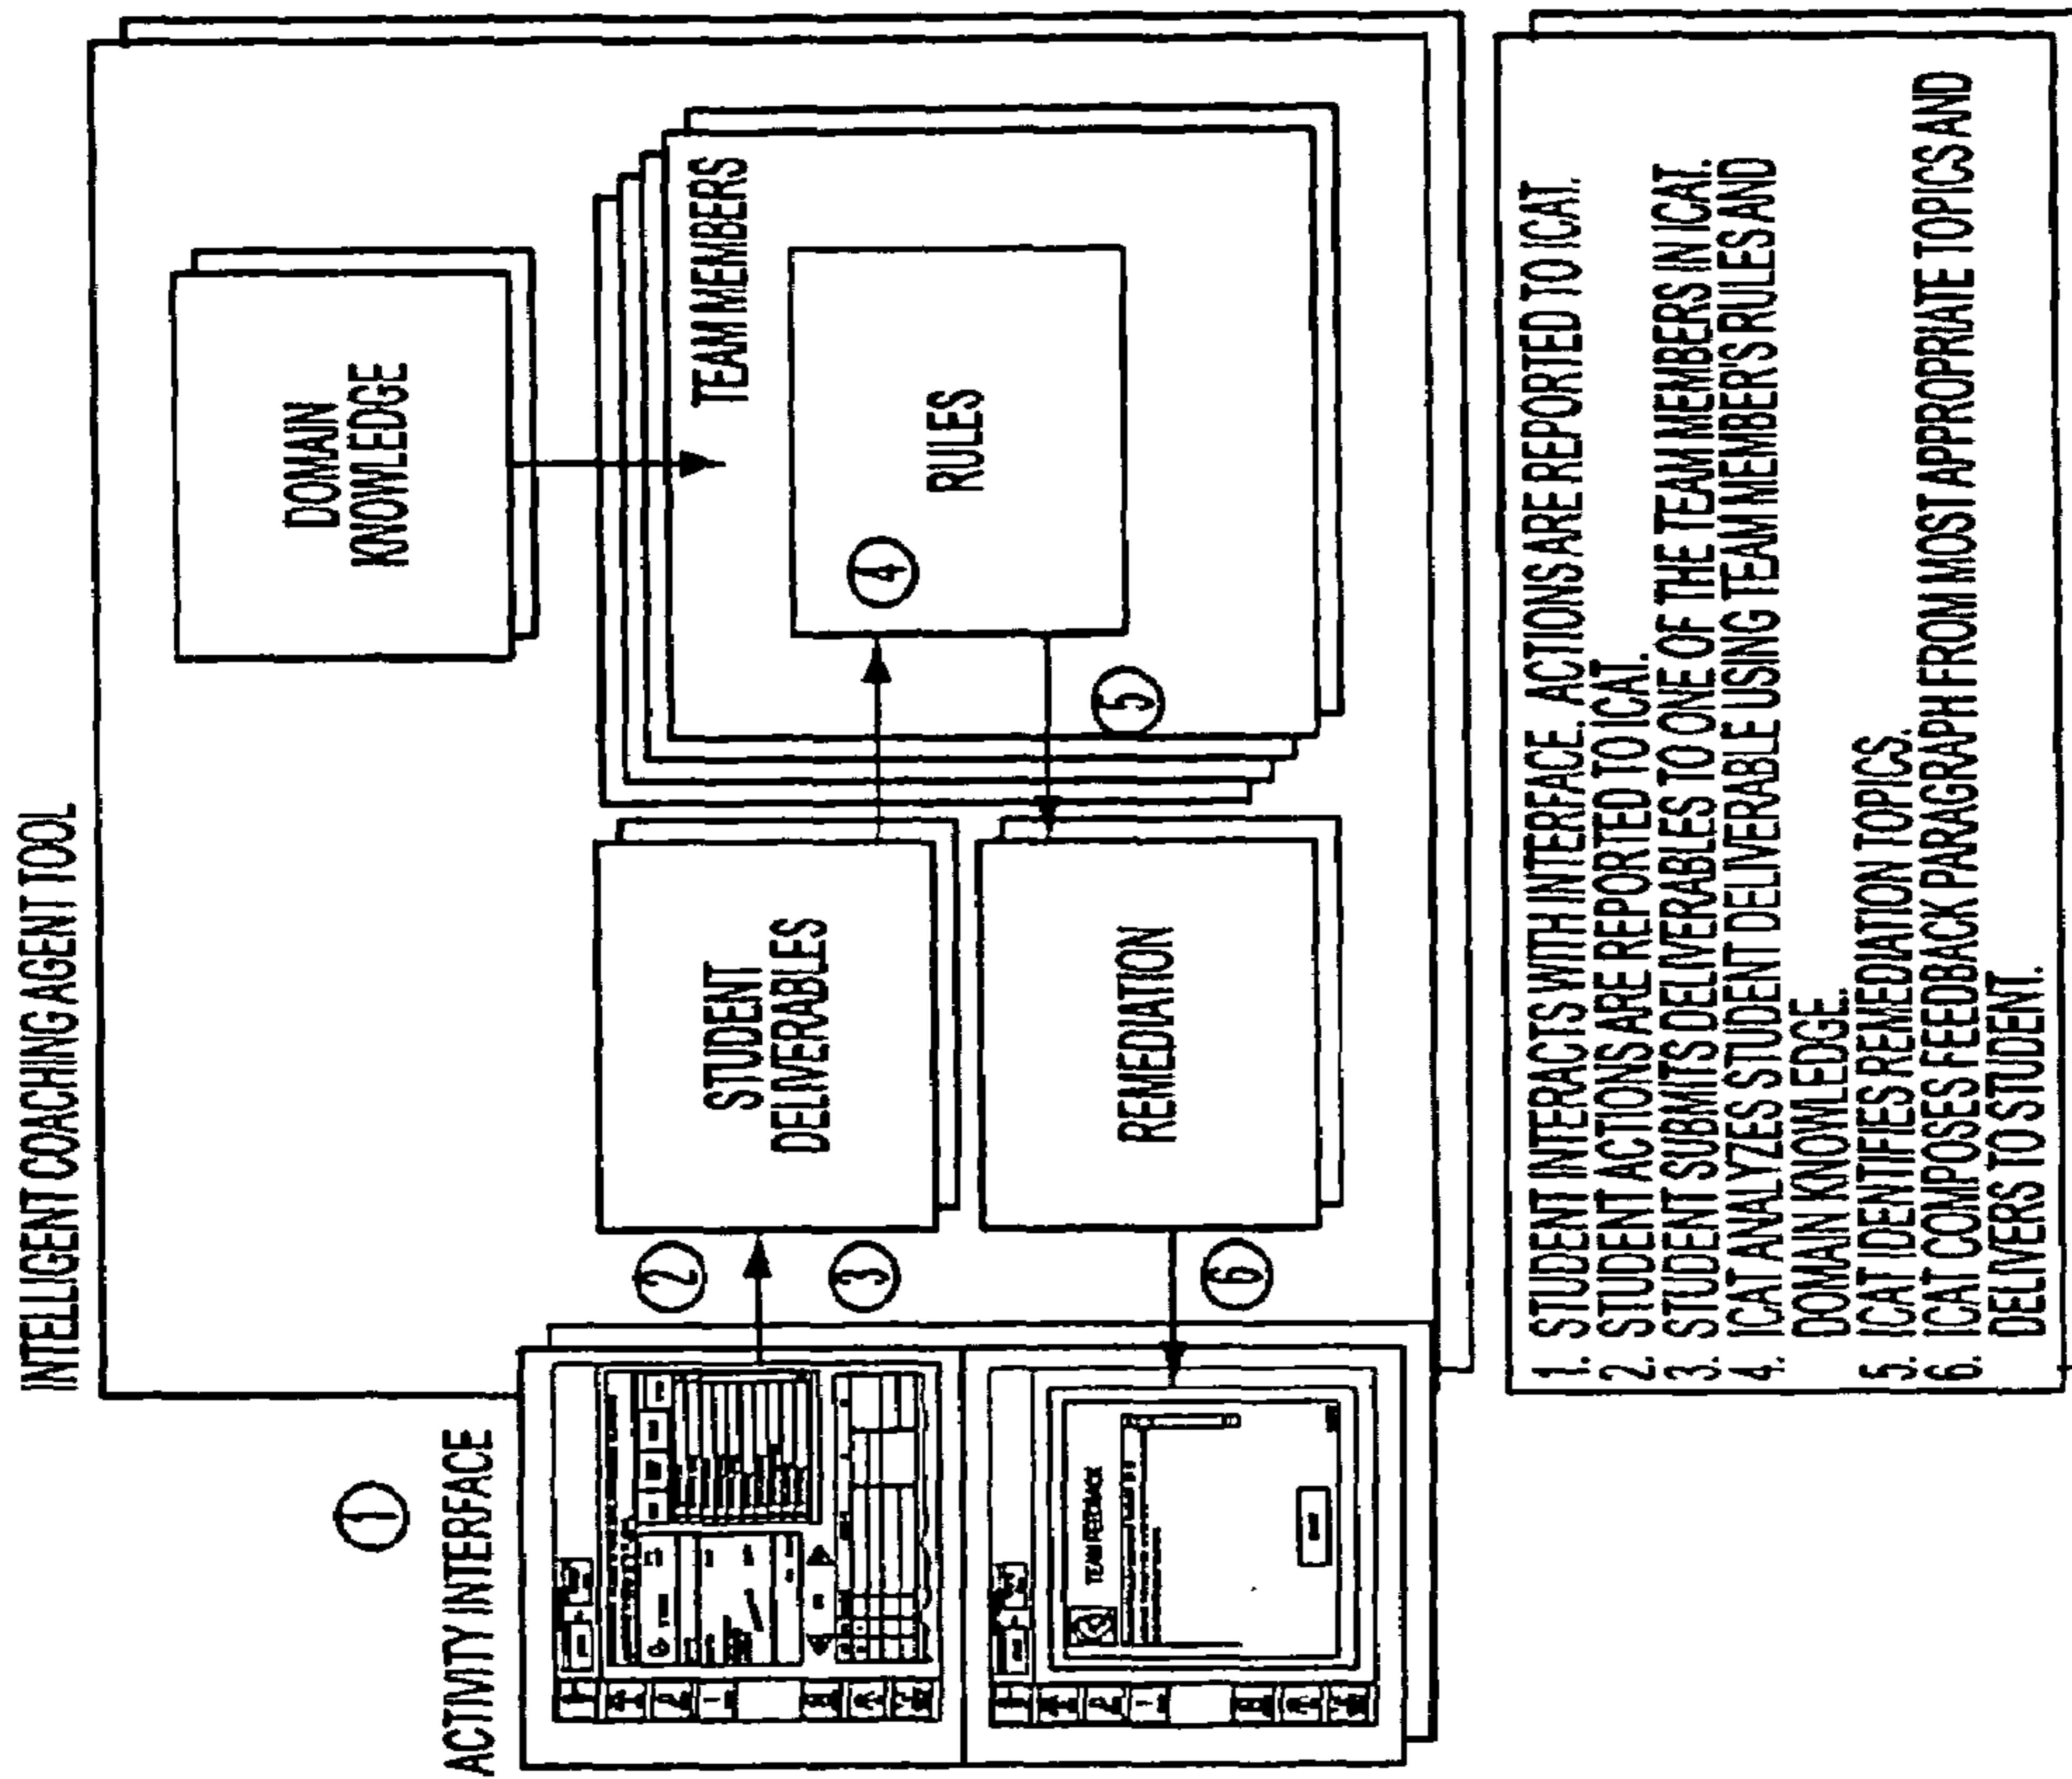 INTELLIGENT COACHING AGENT TOOL
1
ACTIVITY INTERFACE
TEAM FEEDBACK
2
3
6
STUDENT
DELIVERABLES
REMEDIATION
DOMAIN
KNOWLEDGE
TEAM MEMBERS
4
RULES
5
1. STUDENT INTERACTS WITH INTERFACE. ACTIONS ARE REPORTED TO ICAT.
2. STUDENT ACTIONS ARE REPORTED TO ICAT.
3. STUDENT SUBMITS DELIVERABLES TO ONE OF THE TEAM MEMBERS IN ICAT.
4. ICAT ANALYZES STUDENT DELIVERABLE USING TEAM MEMBER'S RULES AND
DOMAIN KNOWLEDGE.
5. ICAT IDENTIFIES REMEDIATION TOPICS.
6. ICAT COMPOSES FEEDBACK PARAGRAPH FROM MOST APPROPRIATE TOPICS AND
DELIVERS TO STUDENT.